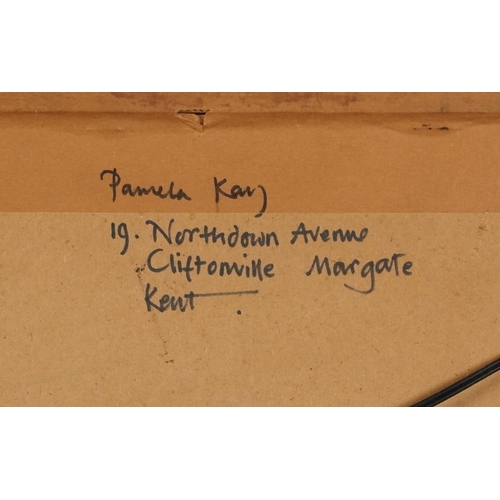 Pamela Kay
19. Northdown Avenue
Cliftonville Margate
Kent.